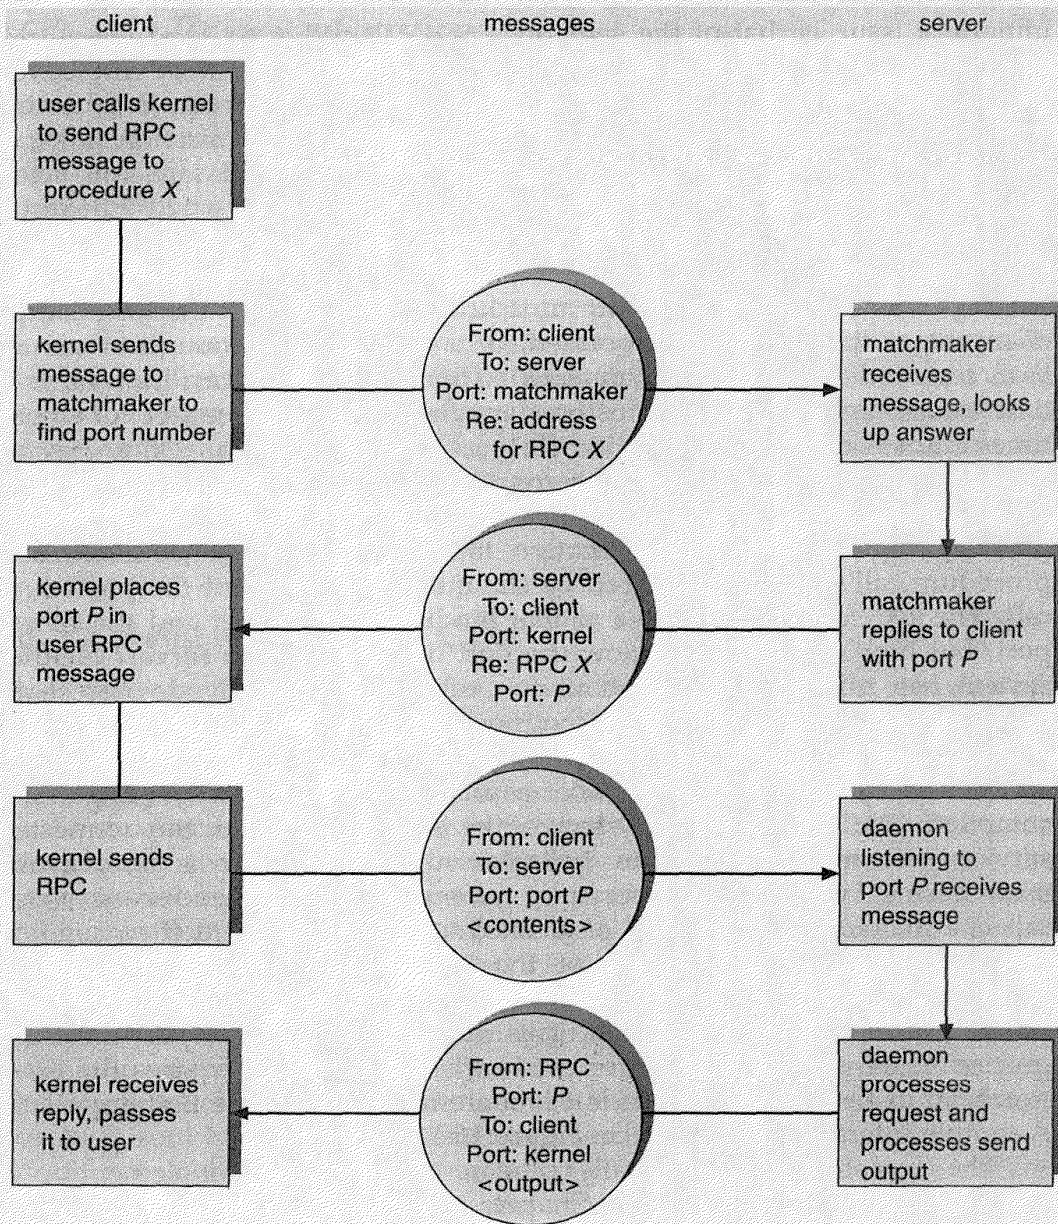 client
messages
server
user calls kernel
to send RPC
message to
procedure X
kernel sends
message to
matchmaker to
find port number
From: client
To: server
Port: matchmaker
Re: address
for RPC X
matchmaker
receives
message, looks
up answer
kernel places
port P in
user RPC
message
From: server
To: client
Port: kernel
Re: RPC X
Port: P
matchmaker
replies to client
with port P
kernel sends
RPC
From: client
To: server
Port: port P
<contents>
daemon
listening to
port P receives
message
kernel receives
reply, passes
it to user
From: RPC
Port: P
To: client
Port: kernel
<output>
daemon
processes
request and
processes send
output